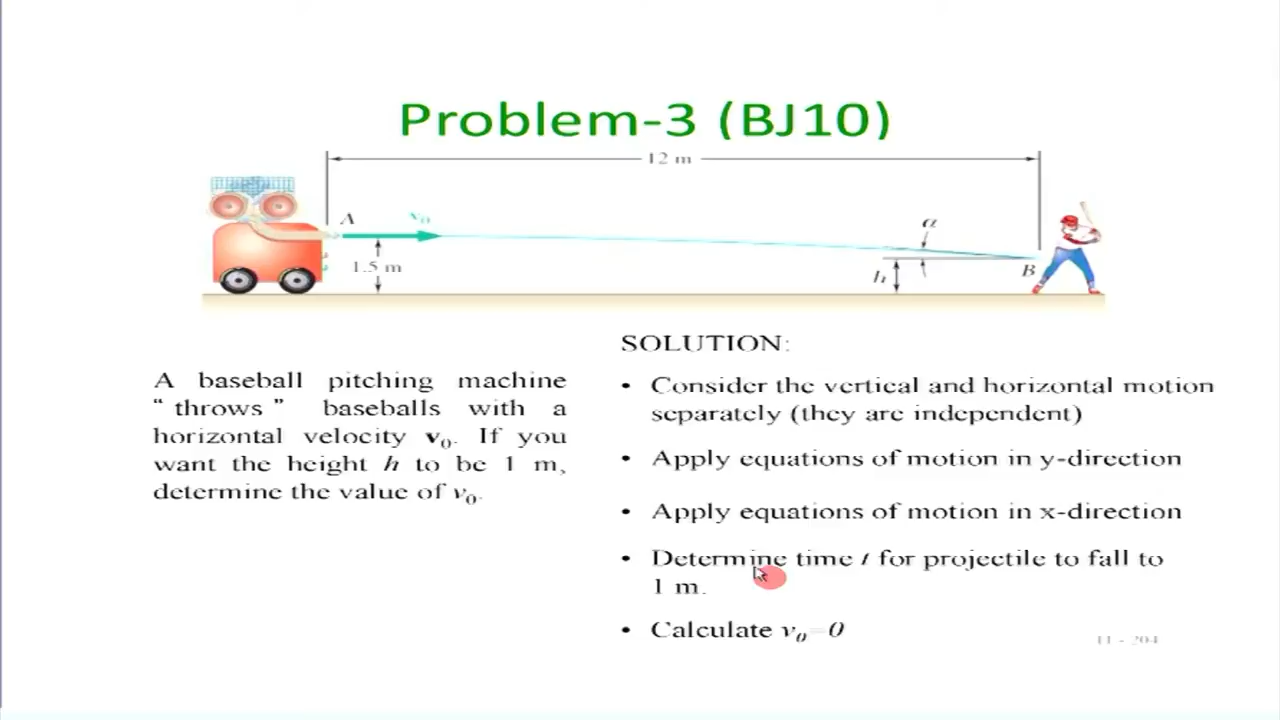 Problem-3 (BJ10)
12 m
A
v₀
a
1.5 m
h
B
SOLUTION:
A baseball pitching machine
“throws” baseballs with a
horizontal velocity v₀. If you
want the height h to be 1 m,
determine the value of v₀.
• Consider the vertical and horizontal motion
separately (they are independent)
• Apply equations of motion in y-direction
• Apply equations of motion in x-direction
• Determine time t for projectile to fall to
1 m.
• Calculate v₀=0
11 - 204